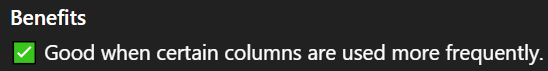 Benefits
✅ Good when certain columns are used more frequently.